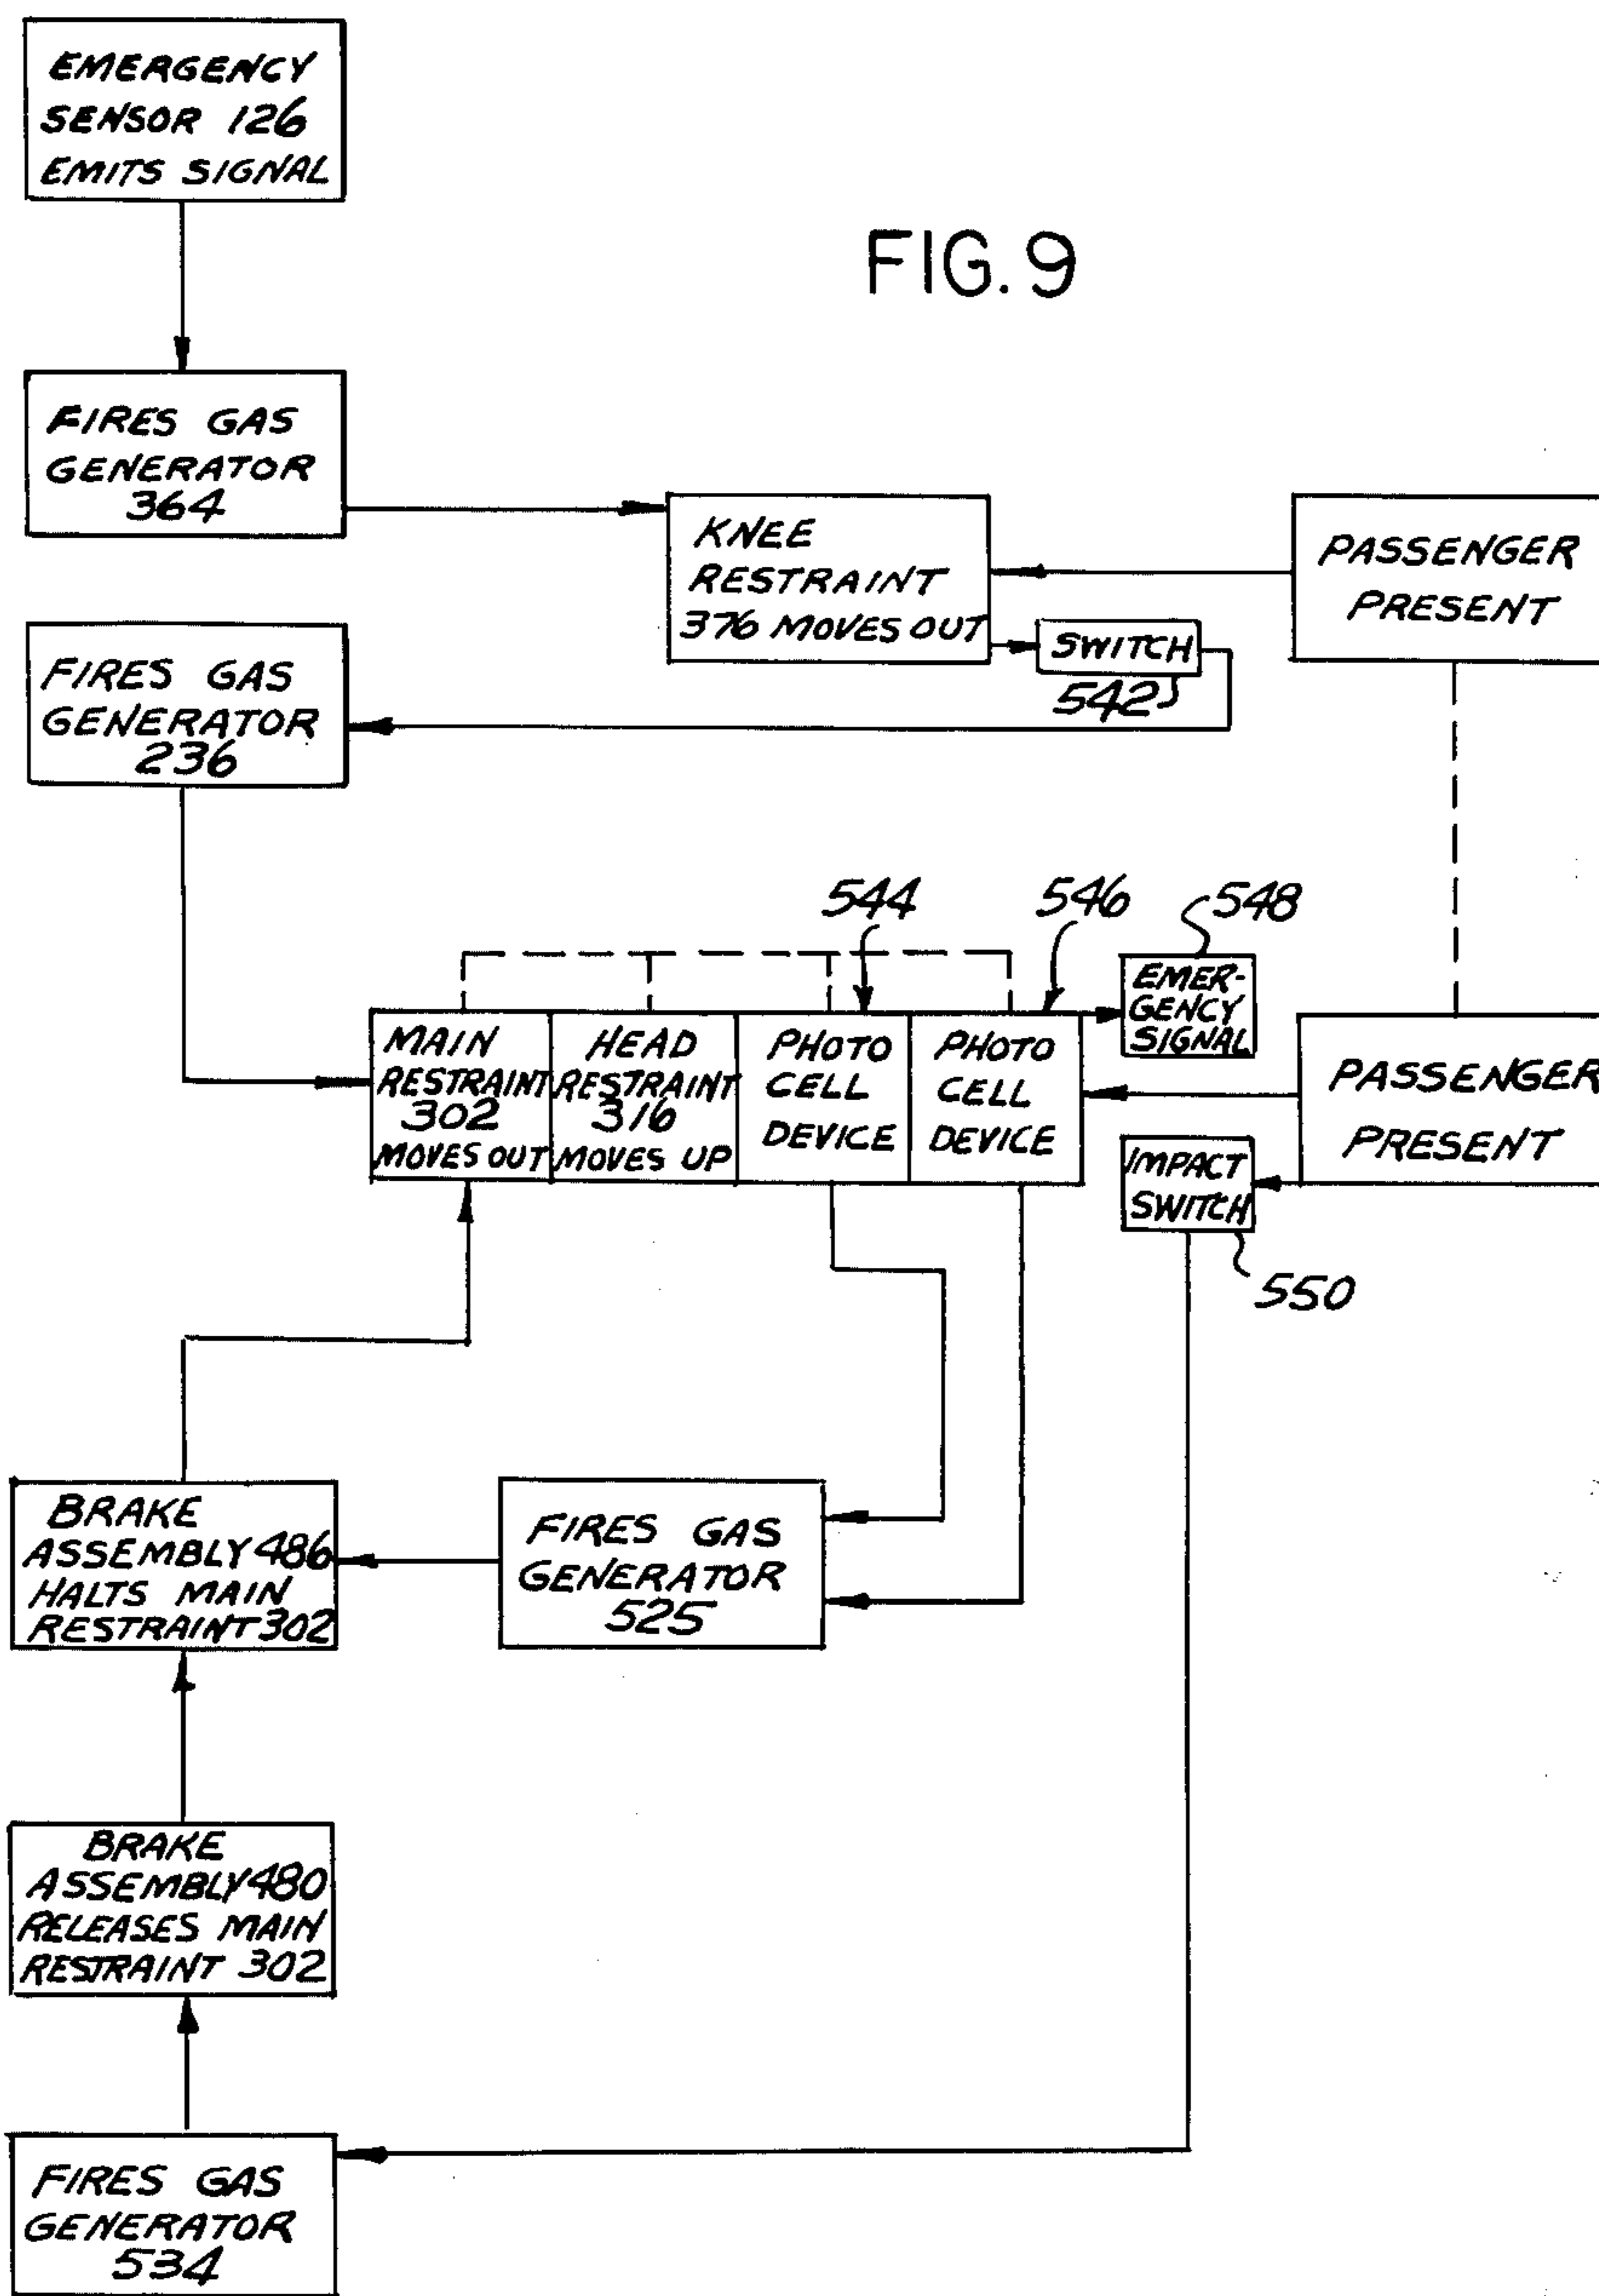 EMERGENCY
SENSOR 126
EMITS SIGNAL
FIG. 9
FIRES GAS
GENERATOR
364
KNEE
RESTRAINT
376 MOVES OUT
PASSENGER
PRESENT
SWITCH
542
FIRES GAS
GENERATOR
236
544
546
548
EMER-
GENCY
SIGNAL
MAIN
RESTRAINT
302
MOVES OUT
HEAD
RESTRAINT
316
MOVES UP
PHOTO
CELL
DEVICE
PHOTO
CELL
DEVICE
PASSENGER
PRESENT
IMPACT
SWITCH
550
BRAKE
ASSEMBLY 486
HALTS MAIN
RESTRAINT 302
FIRES GAS
GENERATOR
525
BRAKE
ASSEMBLY 480
RELEASES MAIN
RESTRAINT 302
FIRES GAS
GENERATOR
534